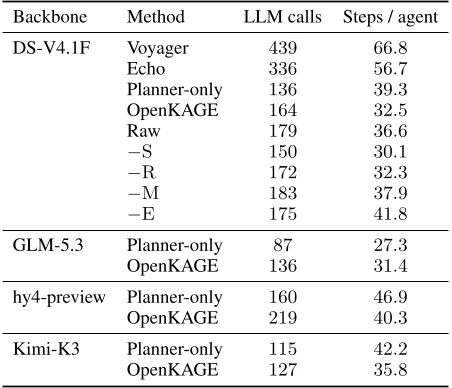 Backbone Method LLM calls Steps / agent
DS-V4.1F Voyager 439 66.8
Echo 336 56.7
Planner-only 136 39.3
OpenKAGE 164 32.5
Raw 179 36.6
−S 150 30.1
−R 172 32.3
−M 183 37.9
−E 175 41.8
GLM-5.3 Planner-only 87 27.3
OpenKAGE 136 31.4
hy4-preview Planner-only 160 46.9
OpenKAGE 219 40.3
Kimi-K3 Planner-only 115 42.2
OpenKAGE 127 35.8